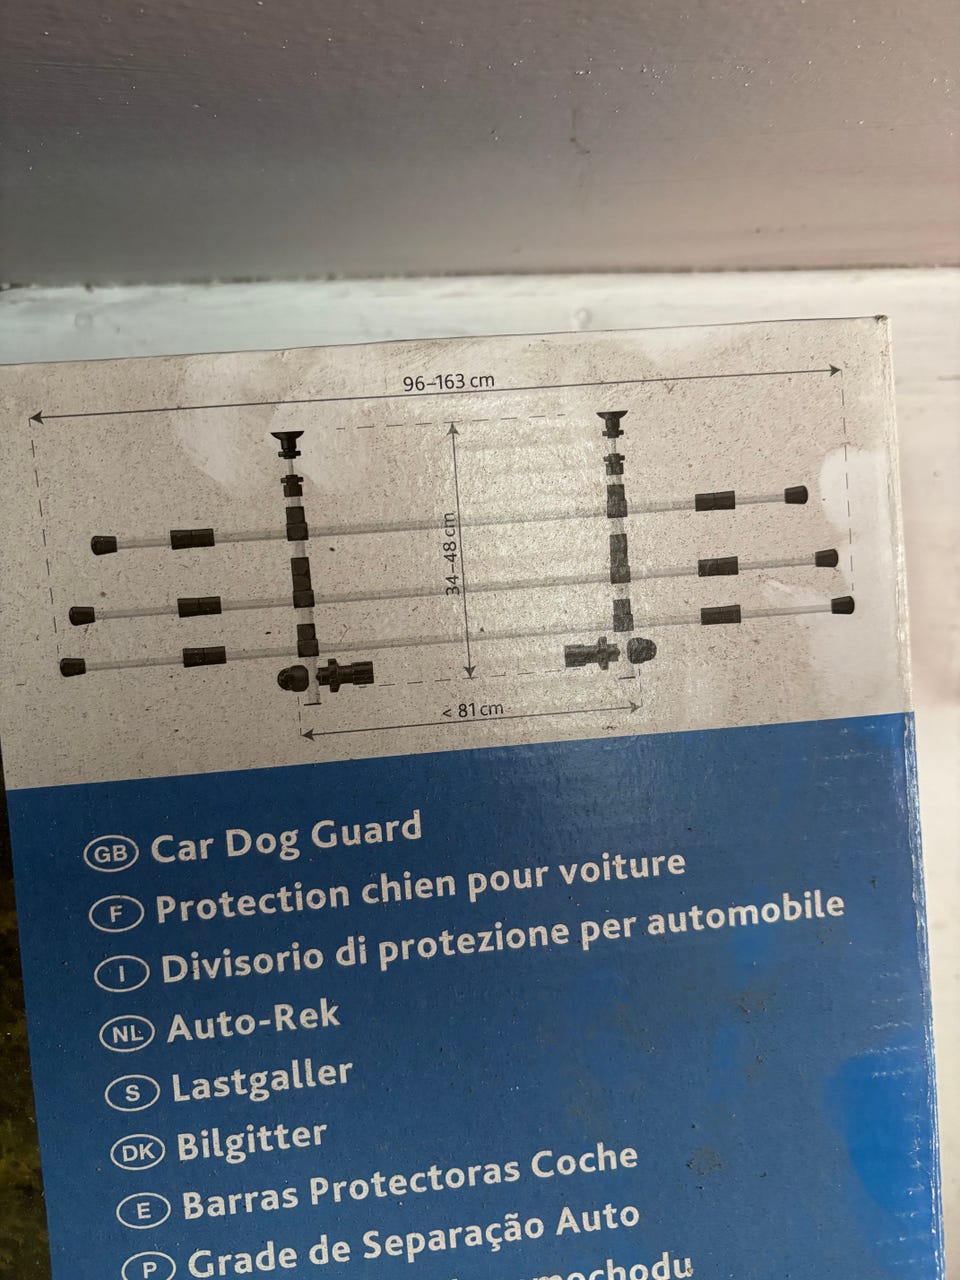 96–163 cm
34–48 cm
< 81 cm
GB Car Dog Guard
F Protection chien pour voiture
I Divisorio di protezione per automobile
NL Auto-Rek
S Lastgaller
DK Bilgitter
E Barras Protectoras Coche
P Grade de Separação Auto